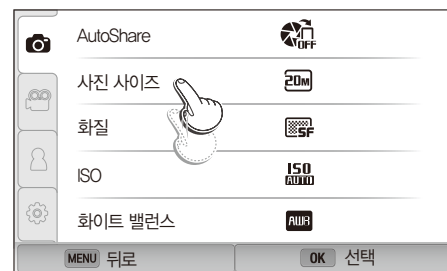 AutoShare OFF
사진 사이즈 20M
화질 SF
ISO ISO AUTO
화이트 밸런스 AWB
MENU 뒤로 OK 선택